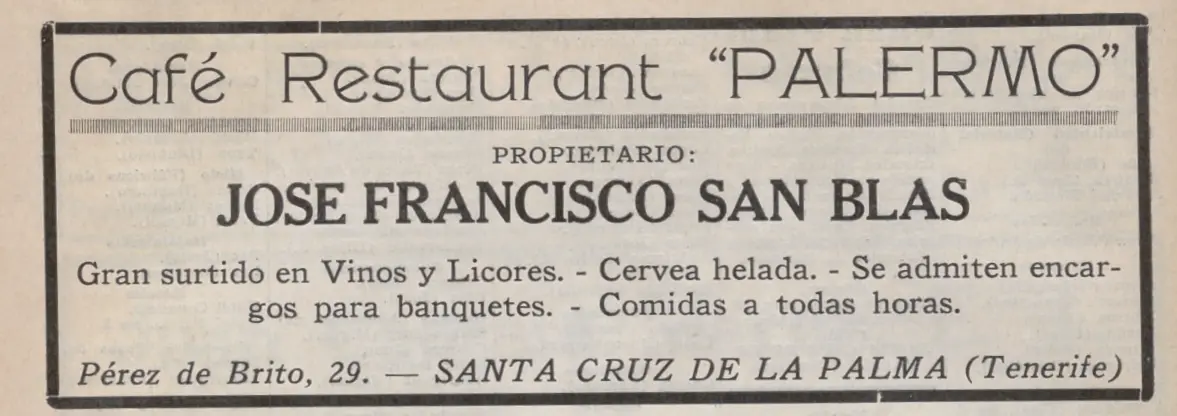 Café Restaurant “PALERMO”
PROPIETARIO:
JOSE FRANCISCO SAN BLAS
Gran surtido en Vinos y Licores. - Cervea helada. - Se admiten encar-
gos para banquetes. - Comidas a todas horas.
Pérez de Brito, 29. — SANTA CRUZ DE LA PALMA (Tenerife)